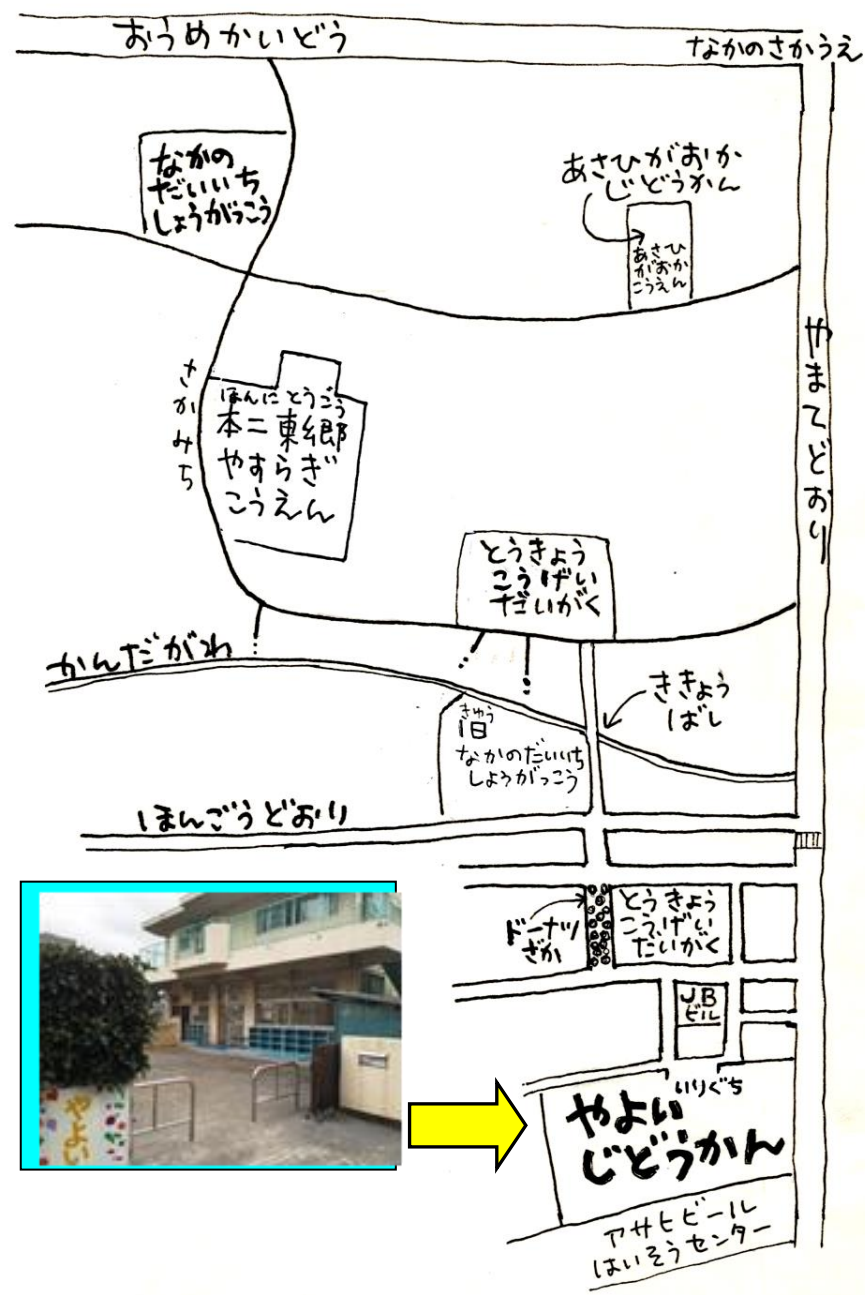 おうめかいどう
なかのさかうえ
なかの
だいいち
しょうがっこう
あさひがおか
じどうかん
あさひ
がおか
こうえん
やまてどおり
さかみち
ほんにとうごう
本二東郷
やすらぎ
こうえん
とうきょう
こうげい
だいがく
かんだがわ
ききょう
ばし
きゅう
旧
なかのだいいち
しょうがっこう
ほんごうどおり
ドーナツ
ざか
とうきょう
こうげい
だいがく
JB
ビル
いりぐち
やよい
じどうかん
やよい
アサヒビール
はいそうセンター